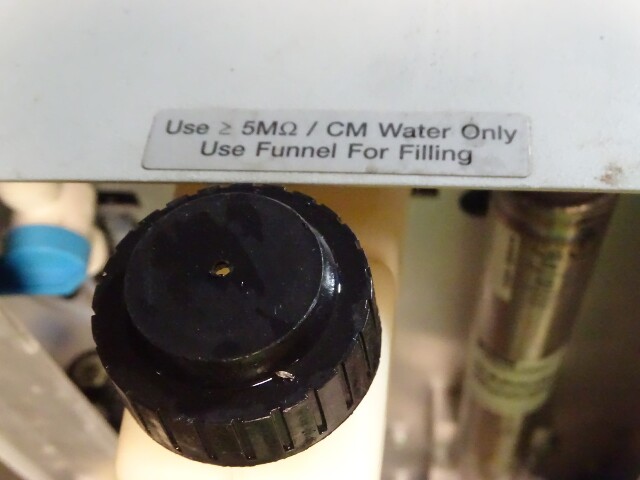 Use ≥ 5MΩ / CM Water Only
Use Funnel For Filling